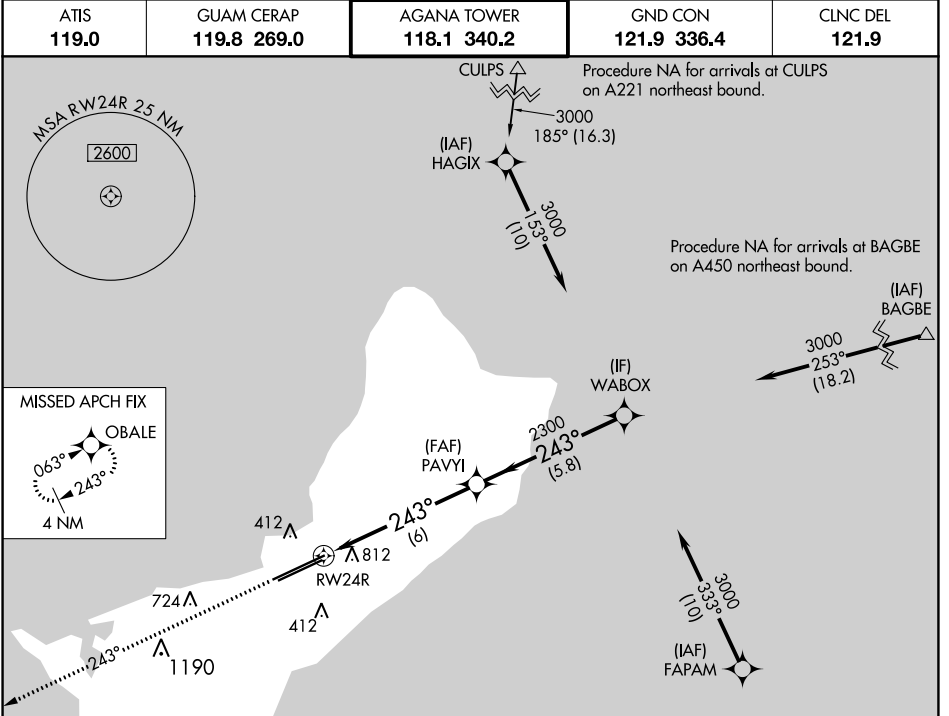 ATIS
119.0
GUAM CERAP
119.8 269.0
AGANA TOWER
118.1 340.2
GND CON
121.9 336.4
CLNC DEL
121.9
MSA RW24R 25 NM
2600
CULPS
Procedure NA for arrivals at CULPS
on A221 northeast bound.
3000
185° (16.3)
(IAF)
HAGIX
3000
153°
(10)
Procedure NA for arrivals at BAGBE
on A450 northeast bound.
(IAF)
BAGBE
3000
253°
(18.2)
(IF)
WABOX
2300
243°
(5.8)
(FAF)
PAVYI
243°
(6)
MISSED APCH FIX
OBALE
063°
243°
4 NM
412
812
RW24R
724
412
243°
1190
3000
333°
(10)
(IAF)
FAPAM